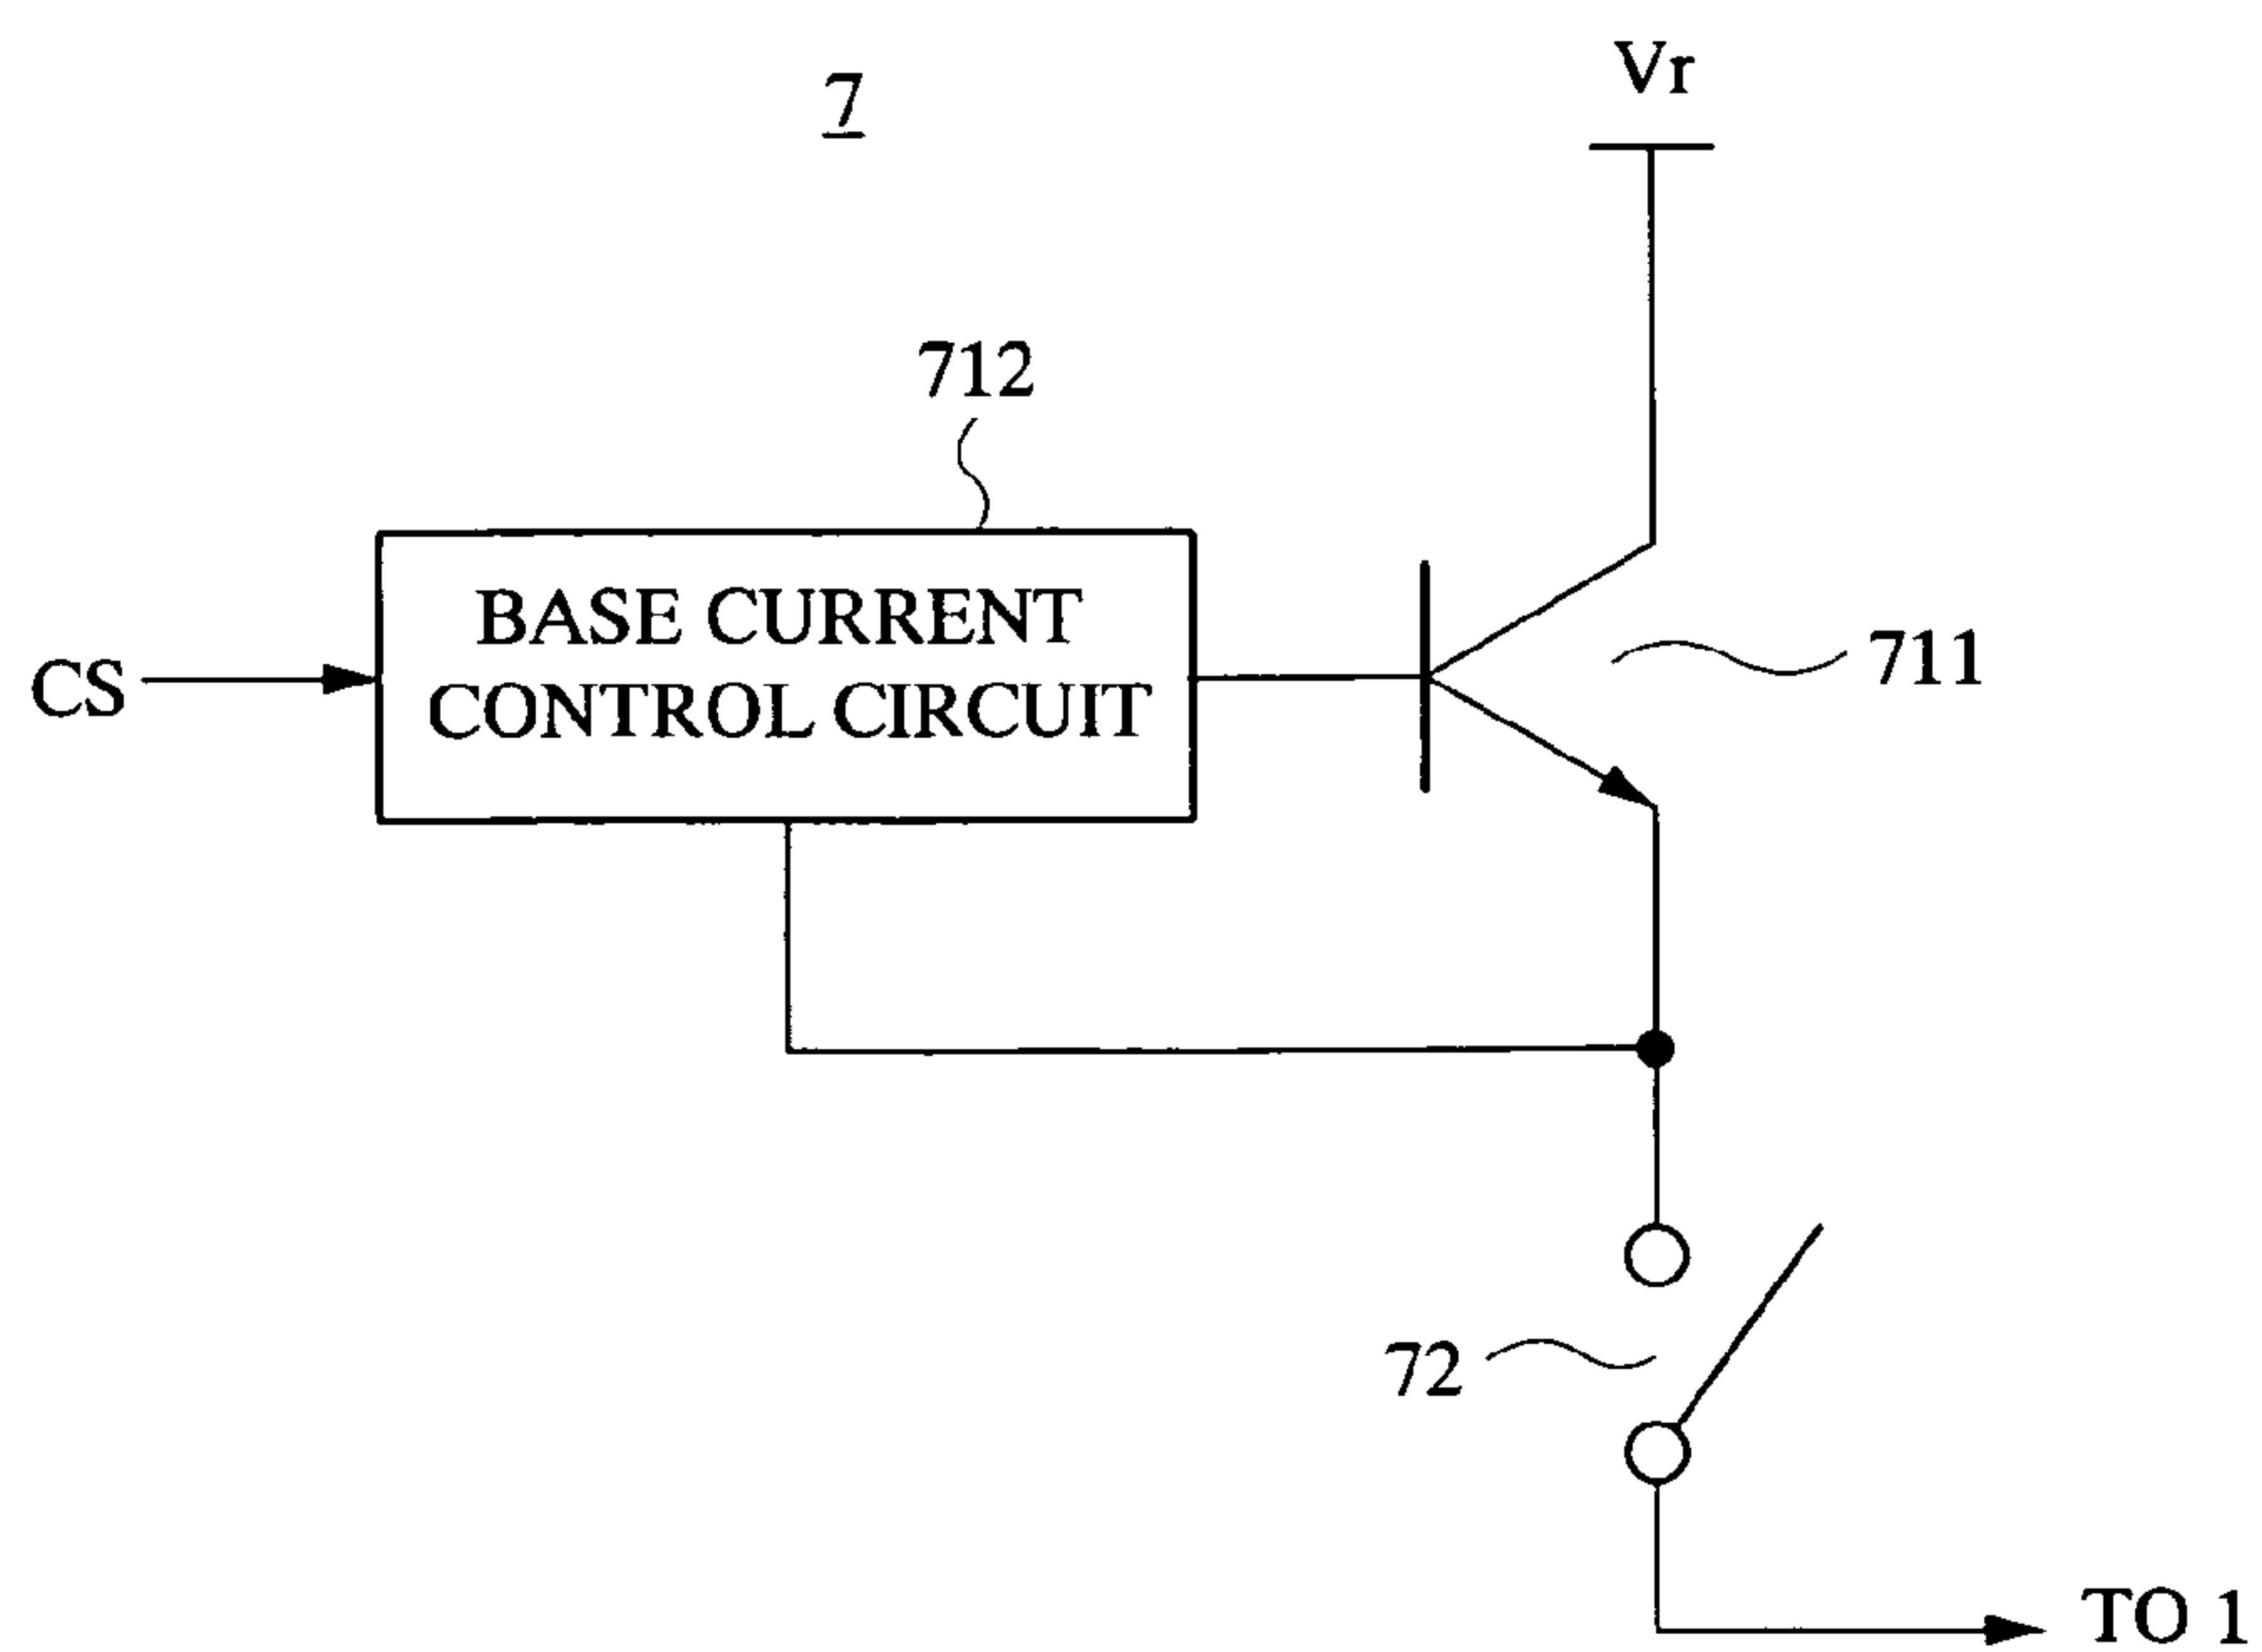 7
Vr
712
BASE CURRENT
CONTROL CIRCUIT
CS
711
72
TO 1